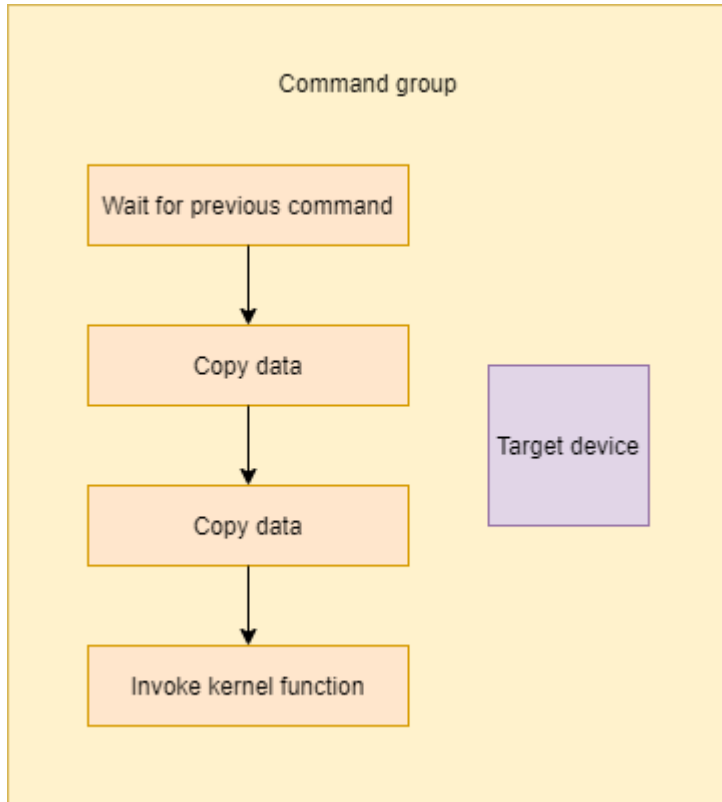 Command group
Wait for previous command
Copy data
Target device
Copy data
Invoke kernel function